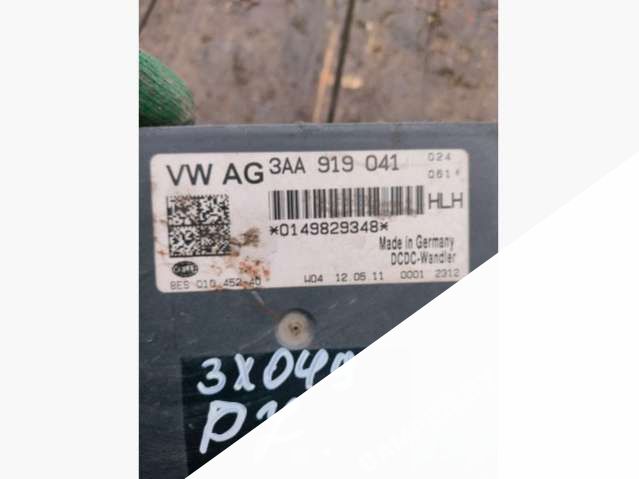 VW AG 3AA 919 041 024
061
HLH
*0149829348*
Made in Germany
DCDC-Wandler
8ES 010 452-40
W04 12.05.11 0001 2312
3X04